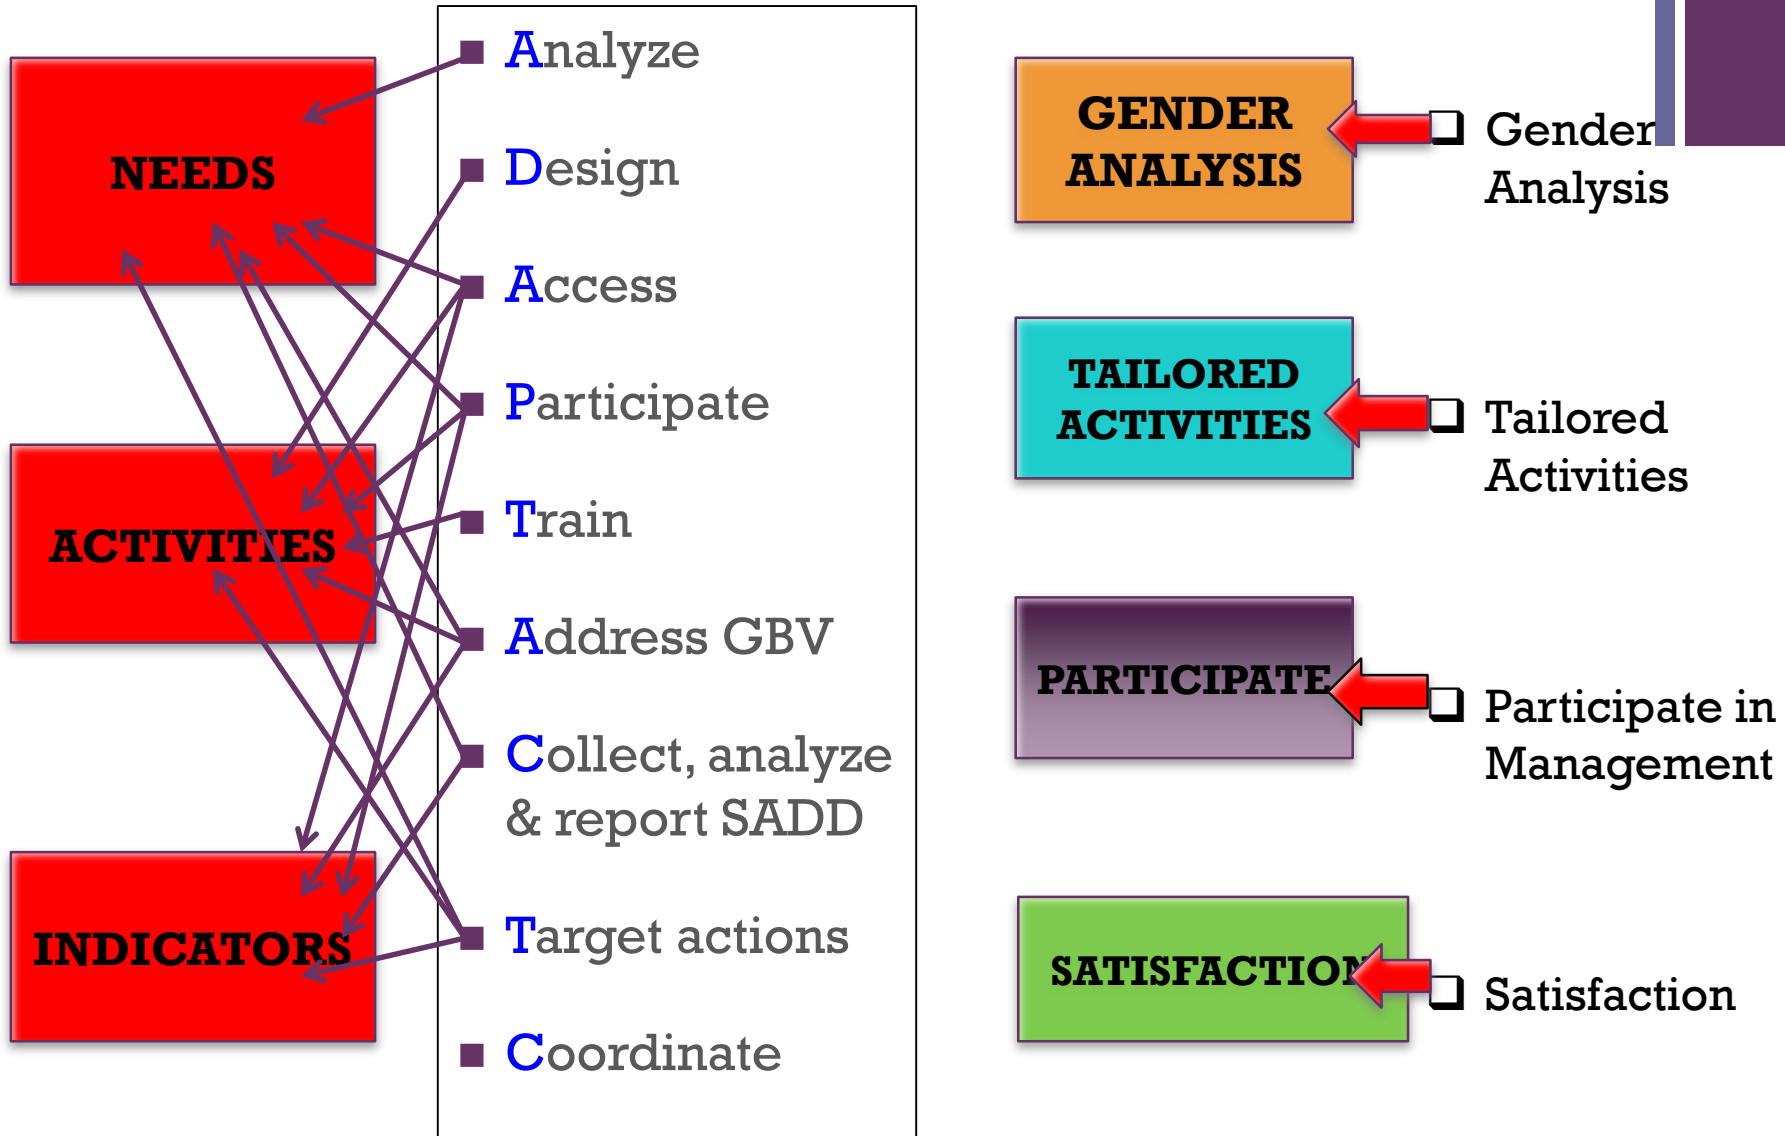 NEEDS
ACTIVITIES
INDICATORS
Analyze
Design
Access
Participate
Train
Address GBV
Collect, analyze
& report SADD
Target actions
Coordinate
GENDER
ANALYSIS
TAILORED
ACTIVITIES
PARTICIPATE
SATISFACTION
Gender
Analysis
Tailored
Activities
Participate in
Management
Satisfaction